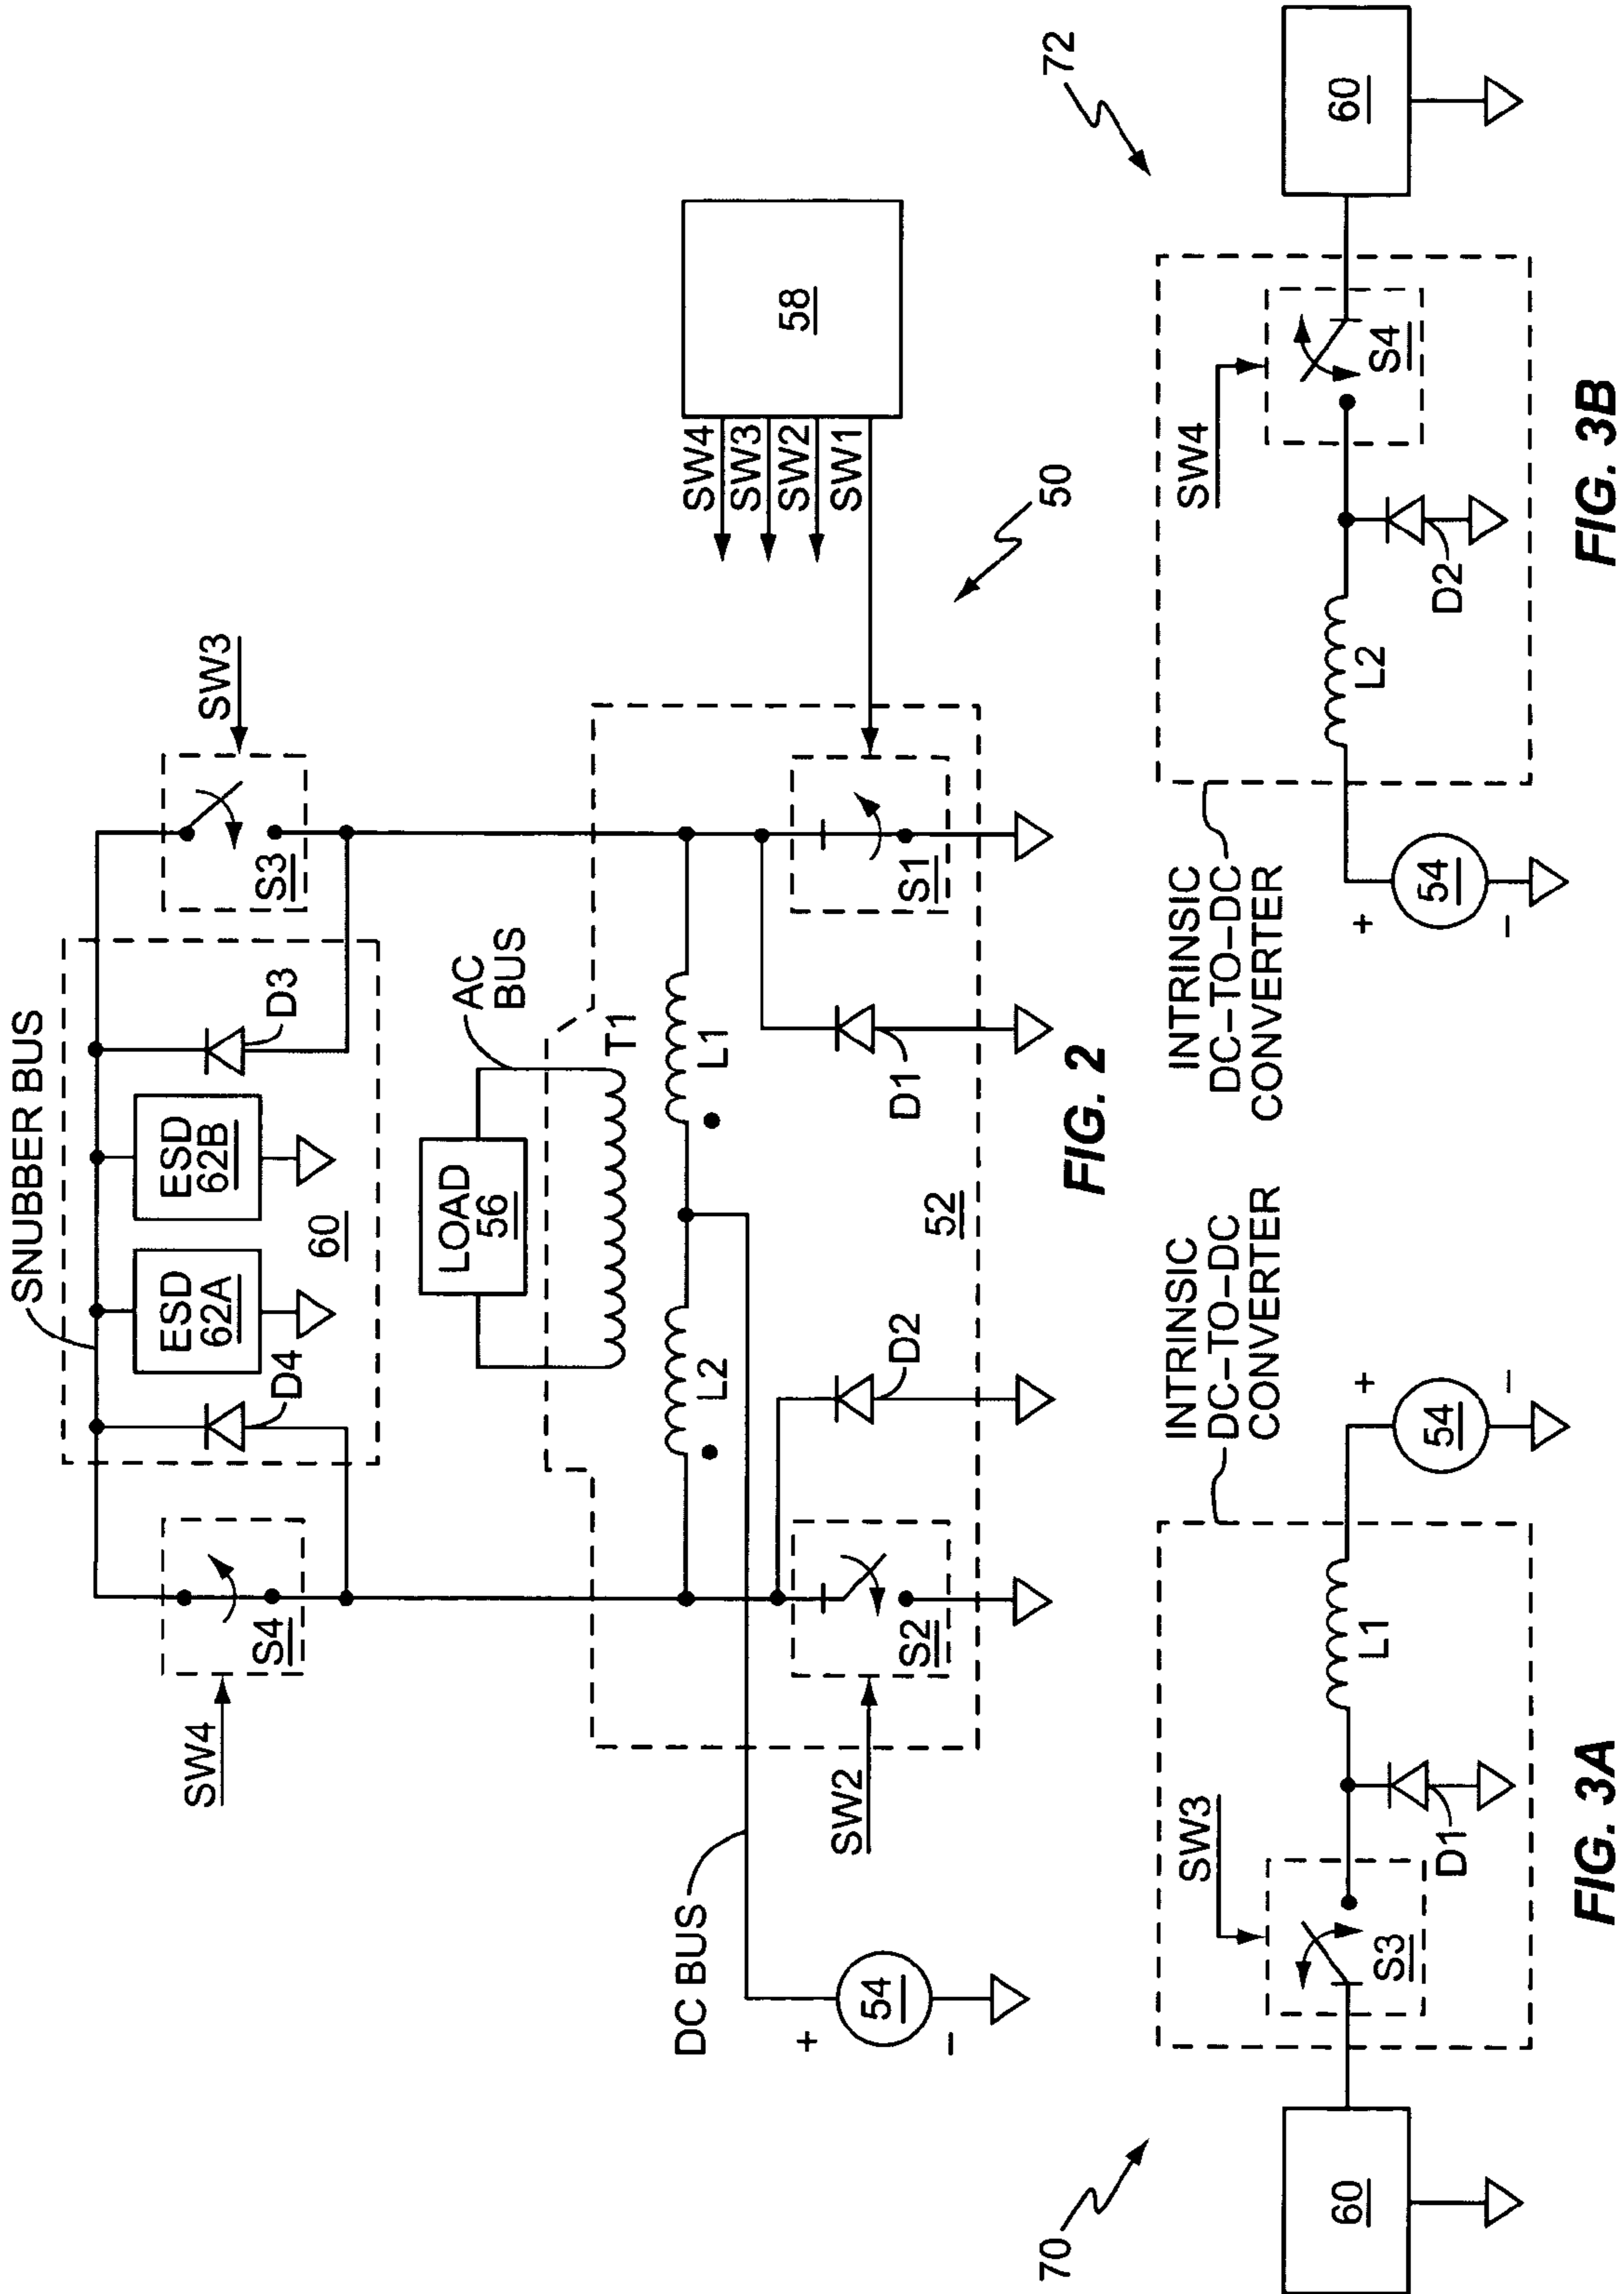 SNUBBER BUS
SW4
S4
D4
ESD
62A
ESD
62B
60
D3
S3
SW3
LOAD
56
AC
BUS
T1
L2
L1
DC BUS
54
+
–
SW2
S2
D2
52
D1
S1
SW4
SW3
SW2
SW1
58
50
FIG. 2
70
60
SW3
S3
D1
L1
INTRINSIC
DC–TO–DC
CONVERTER
+
54
–
FIG. 3A
INTRINSIC
DC–TO–DC
CONVERTER
+
54
–
L2
D2
SW4
S4
60
72
FIG. 3B